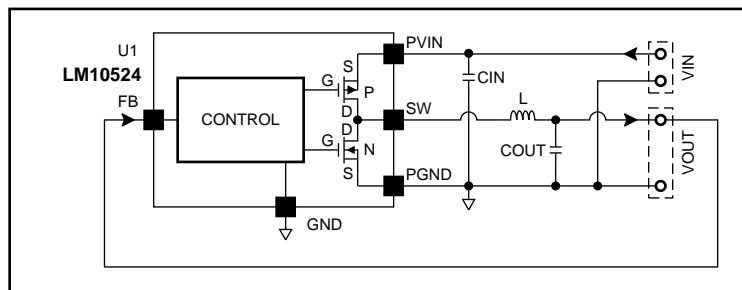 U1
LM10524
FB
CONTROL
G
S
P
D
D
G
N
S
PVIN
SW
PGND
GND
CIN
L
COUT
VIN
VOUT